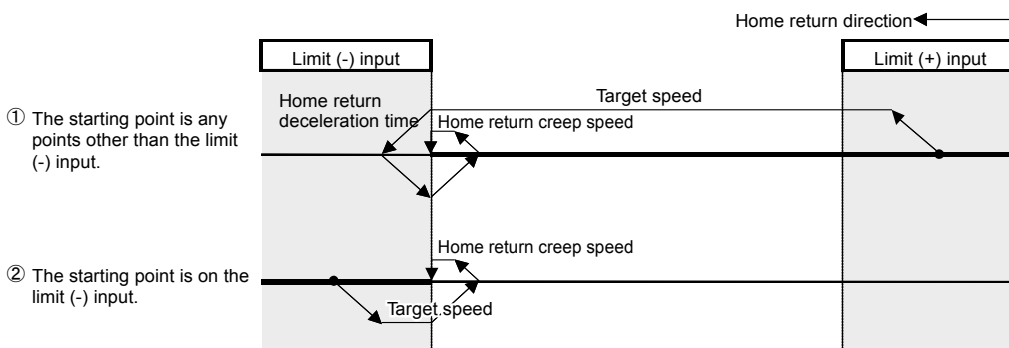 Home return direction
Limit (-) input
Limit (+) input
① The starting point is any
points other than the limit
(-) input.
Home return
deceleration time
Target speed
Home return creep speed
② The starting point is on the
limit (-) input.
Home return creep speed
Target speed